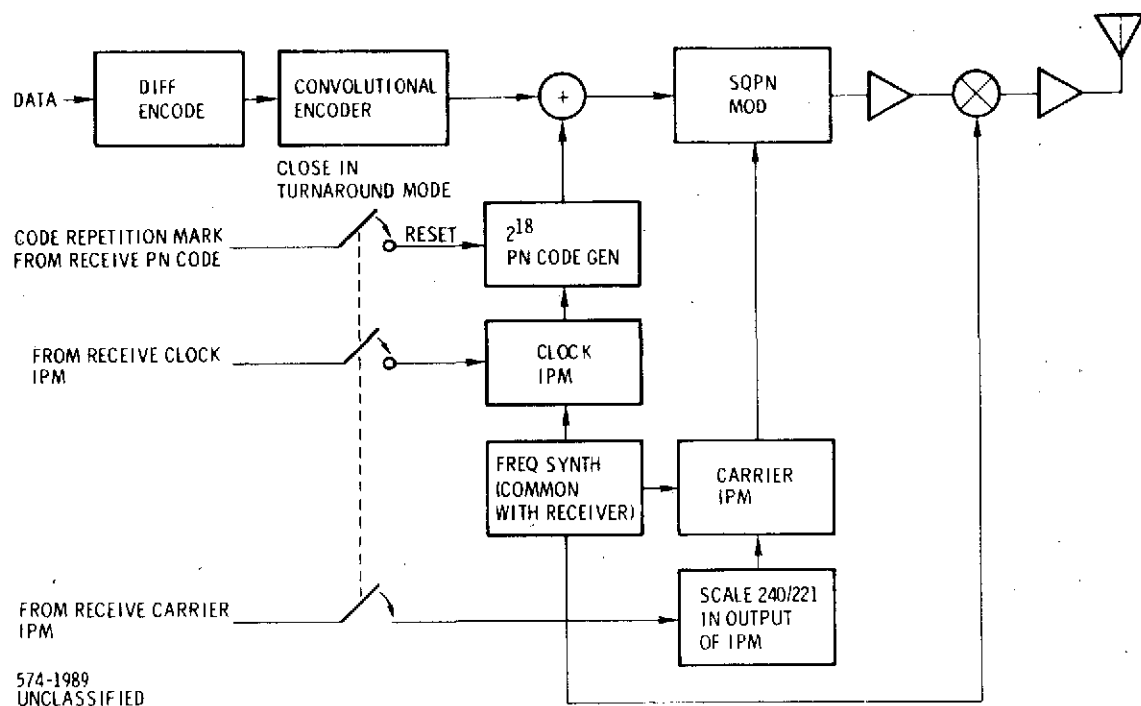 DATA
DIFF
ENCODE
CONVOLUTIONAL
ENCODER
+
SQPN
MOD
CLOSE IN
TURNAROUND MODE
CODE REPETITION MARK
FROM RECEIVE PN CODE
RESET
2^18
PN CODE GEN
FROM RECEIVE CLOCK
IPM
CLOCK
IPM
FREQ SYNTH
(COMMON
WITH RECEIVER)
CARRIER
IPM
FROM RECEIVE CARRIER
IPM
SCALE 240/221
IN OUTPUT
OF IPM
574-1989
UNCLASSIFIED